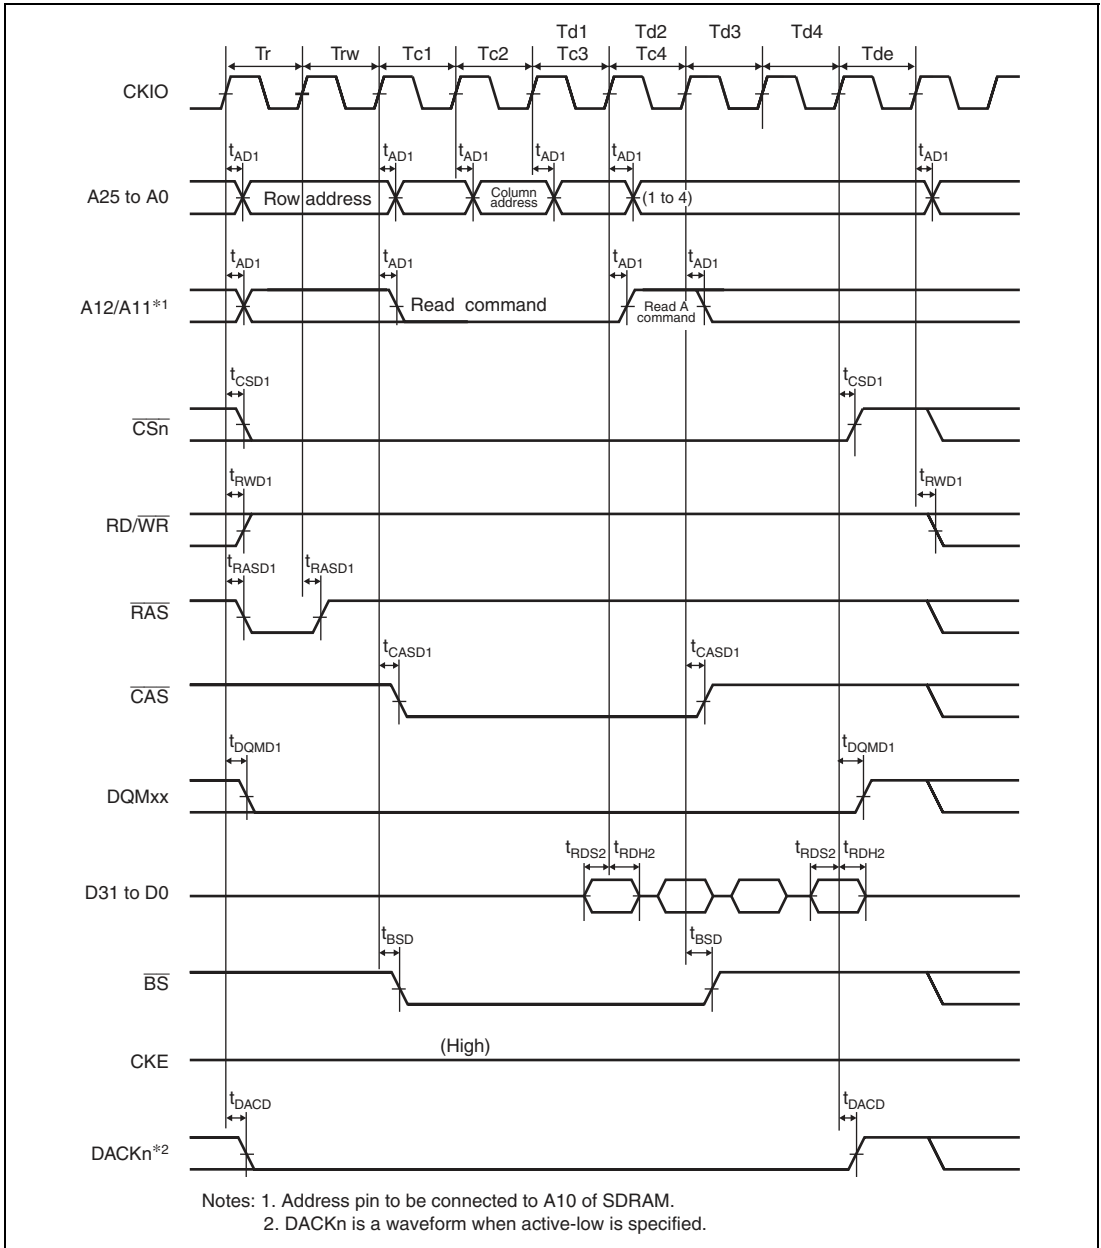 Td1 Td2 Td3 Td4
Tr Trw Tc1 Tc2 Tc3 Tc4 Tde
CKIO
tAD1 tAD1 tAD1 tAD1 tAD1 tAD1
A25 to A0 Row address Column address (1 to 4)
tAD1 tAD1 tAD1 tAD1
A12/A11*1 Read command Read A command
tCSD1 tCSD1
CSn
tRWD1 tRWD1
RD/WR
tRASD1 tRASD1
RAS
tCASD1 tCASD1
CAS
tDQMD1 tDQMD1
DQMxx
tRDS2 tRDH2 tRDS2 tRDH2
D31 to D0
tBSD tBSD
BS
(High)
CKE
tDACD tDACD
DACKn*2
Notes: 1. Address pin to be connected to A10 of SDRAM.
2. DACKn is a waveform when active-low is specified.